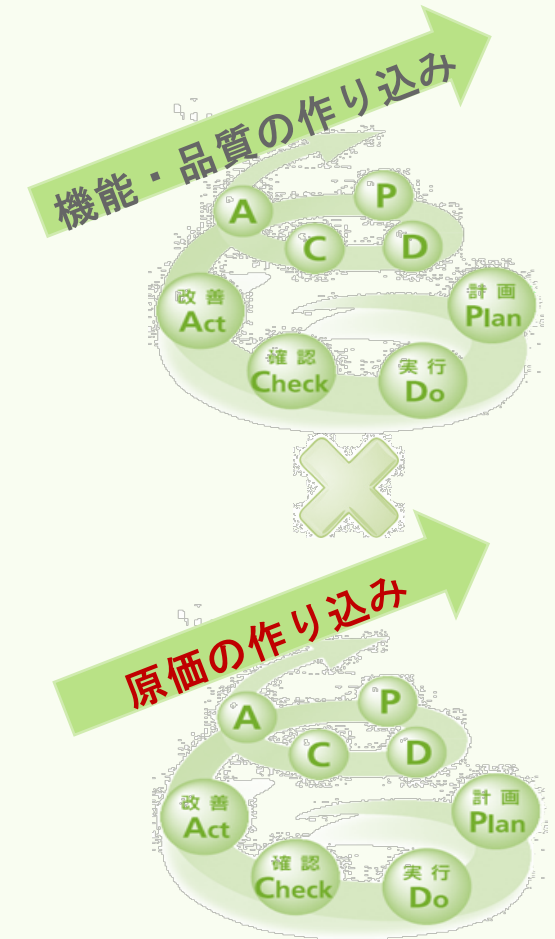 機能・品質の作り込み
A
P
C
D
改善
Act
計画
Plan
確認
Check
実行
Do
原価の作り込み
A
P
C
D
改善
Act
計画
Plan
確認
Check
実行
Do